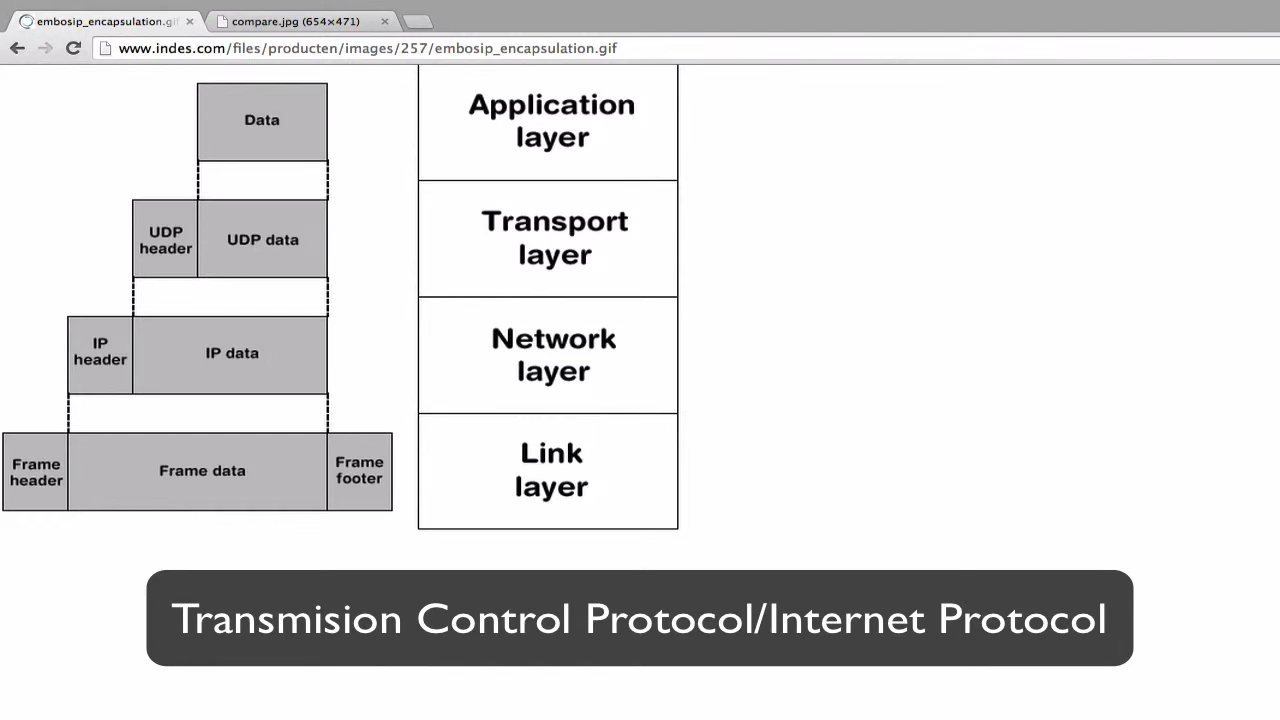 embosip_encapsulation.gif
compare.jpg (654×471)
www.indes.com/files/producten/images/257/embosip_encapsulation.gif
Data
Application
layer
UDP
header
UDP data
Transport
layer
IP
header
IP data
Network
layer
Frame
header
Frame data
Frame
footer
Link
layer
Transmision Control Protocol/Internet Protocol